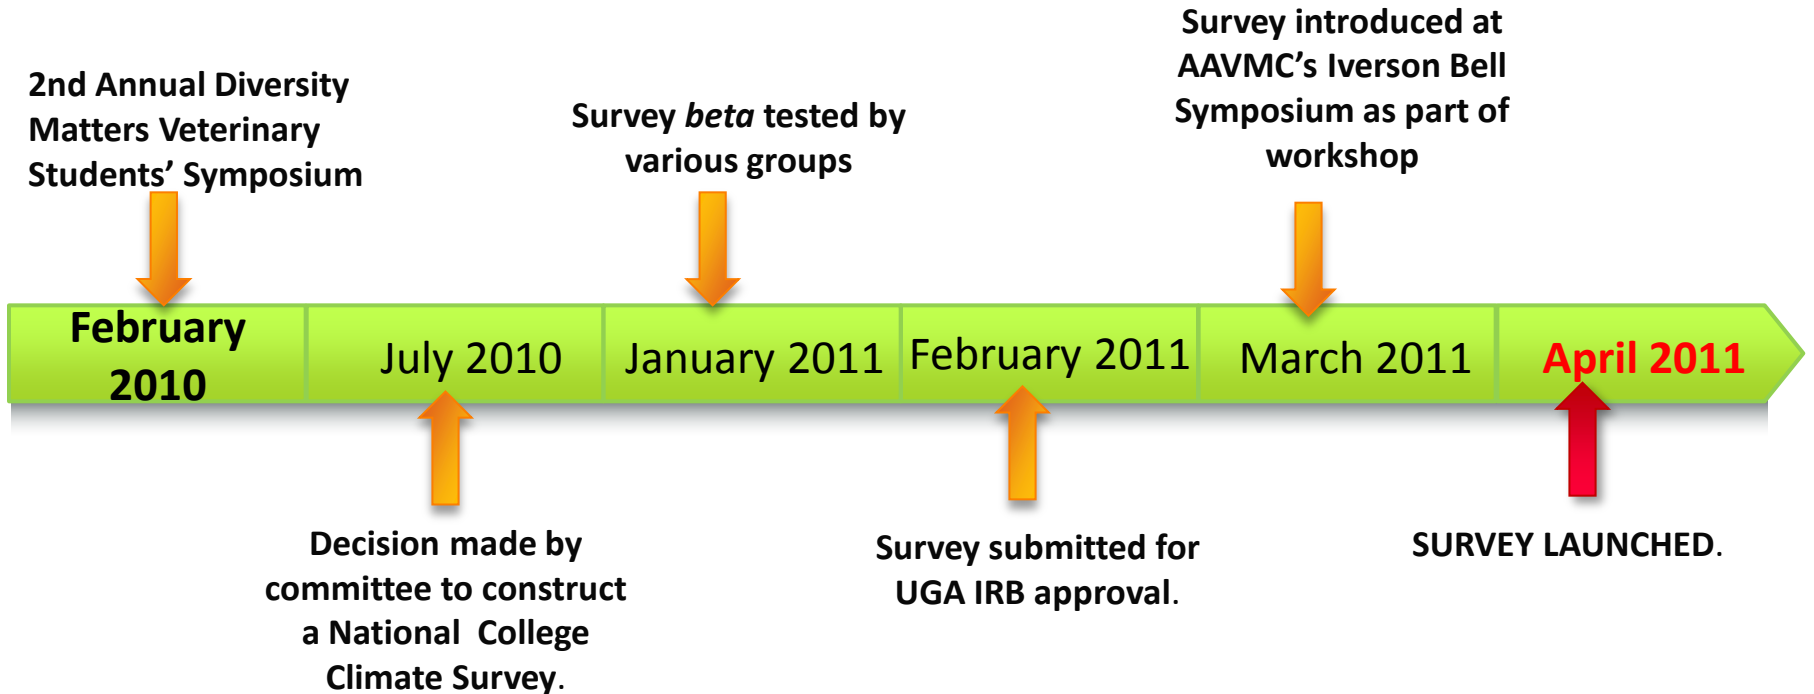 2nd Annual Diversity
Matters Veterinary
Students’ Symposium
Survey beta tested by
various groups
Survey introduced at
AAVMC’s Iverson Bell
Symposium as part of
workshop
February
2010
July 2010
January 2011
February 2011
March 2011
April 2011
Decision made by
committee to construct
a National College
Climate Survey.
Survey submitted for
UGA IRB approval.
SURVEY LAUNCHED.